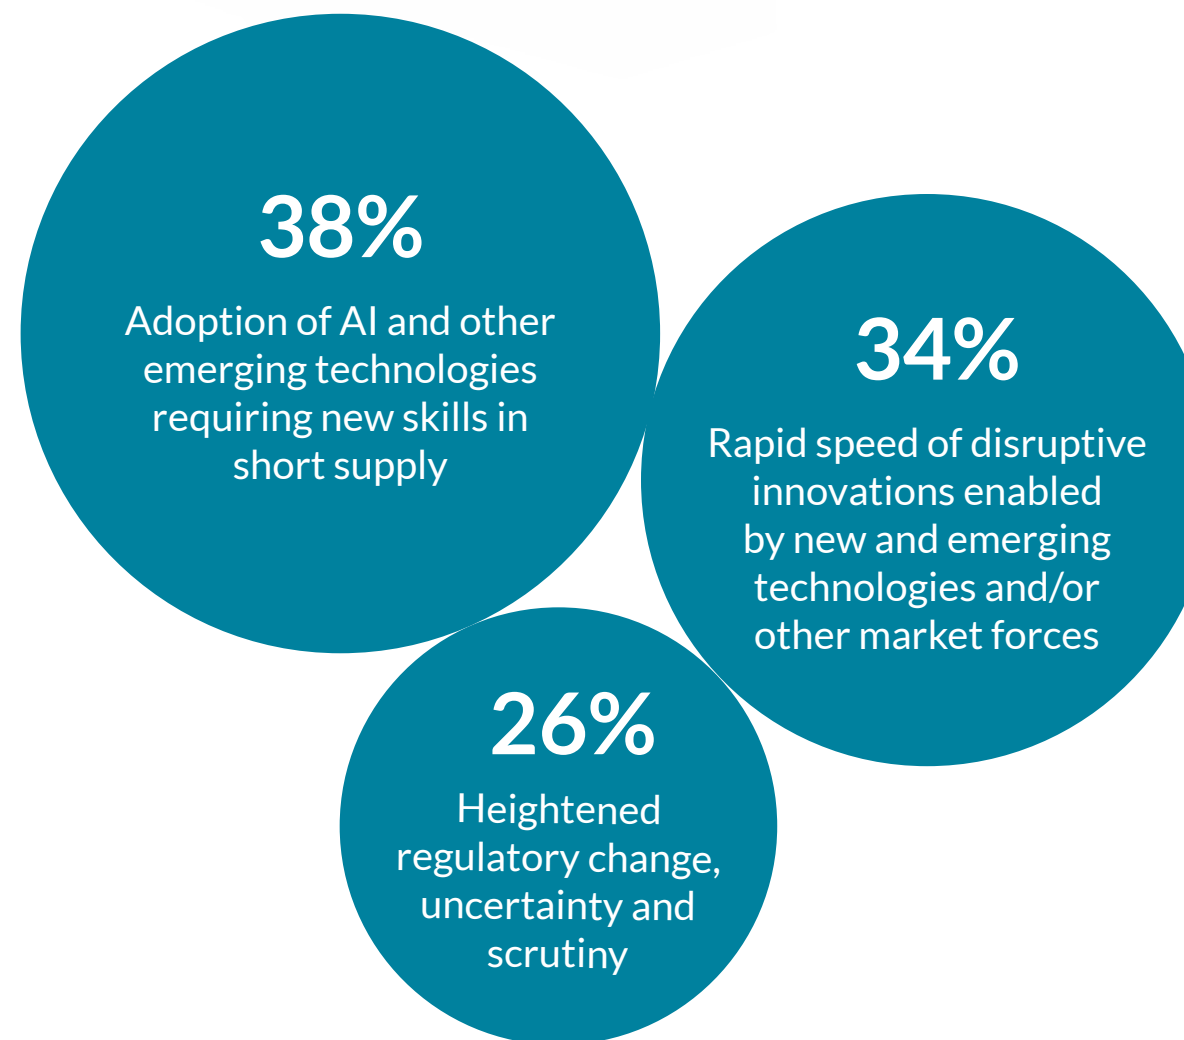 38%
Adoption of AI and other
emerging technologies
requiring new skills in
short supply
34%
Rapid speed of disruptive
innovations enabled
by new and emerging
technologies and/or
other market forces
26%
Heightened
regulatory change,
uncertainty and
scrutiny